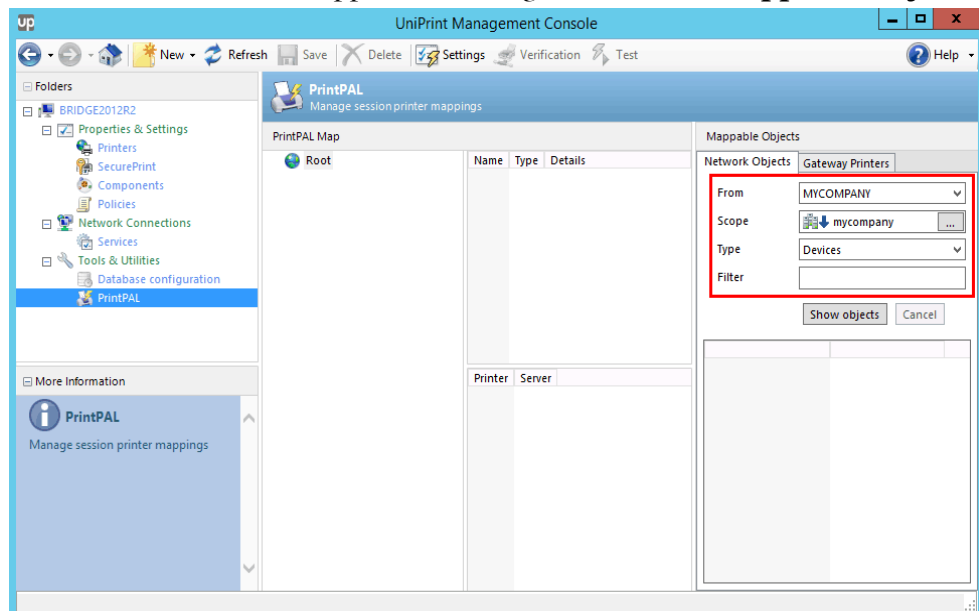 UP
UniPrint Management Console
New Refresh Save Delete Settings Verification Test Help
Folders
BRIDGE2012R2
Properties & Settings
Printers
SecurePrint
Components
Policies
Network Connections
Services
Tools & Utilities
Database configuration
PrintPAL
More Information
PrintPAL
Manage session printer mappings
PrintPAL
Manage session printer mappings
PrintPAL Map
Root
Name Type Details
Printer Server
Mappable Objects
Network Objects Gateway Printers
From MYCOMPANY
Scope mycompany ...
Type Devices
Filter
Show objects Cancel